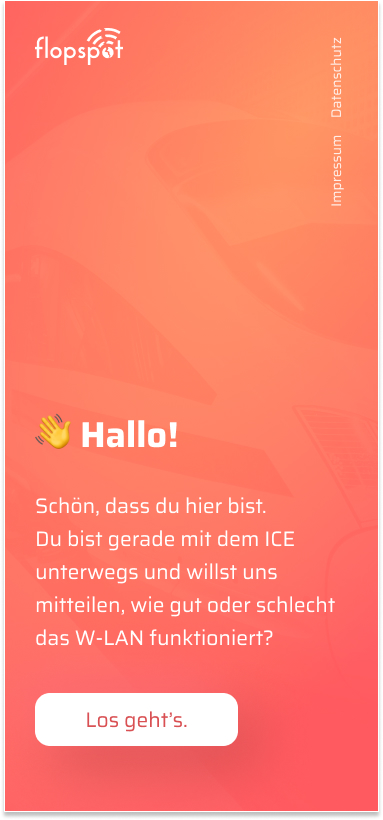 flopspot
Datenschutz
Impressum
👋 Hallo!
Schön, dass du hier bist.
Du bist gerade mit dem ICE
unterwegs und willst uns
mitteilen, wie gut oder schlecht
das W-LAN funktioniert?
Los geht’s.